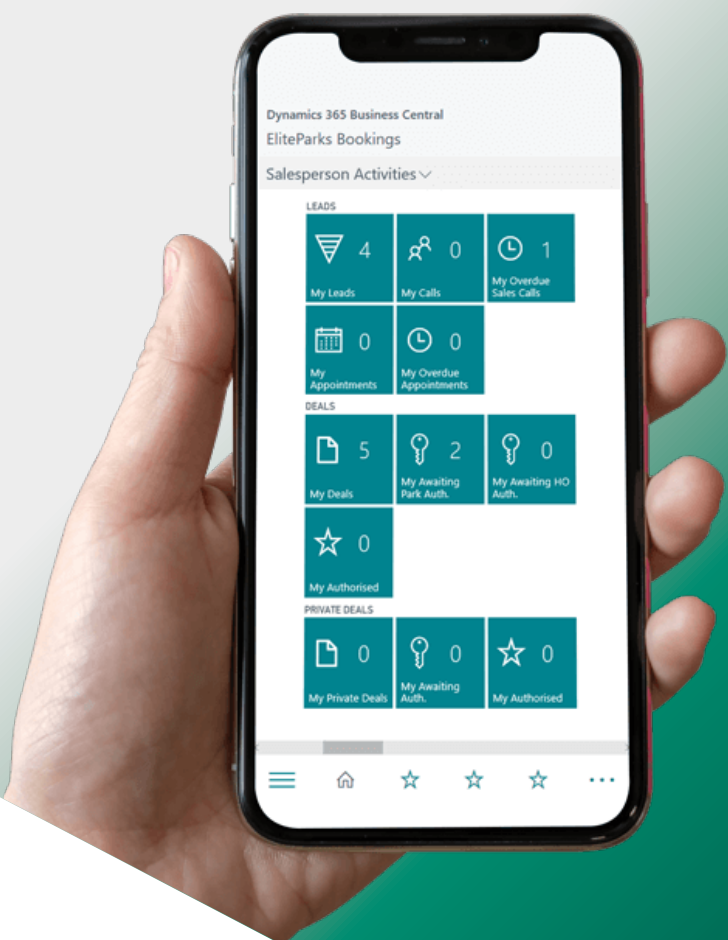 Dynamics 365 Business Central
EliteParks Bookings
Salesperson Activities
LEADS
4
My Leads
0
My Calls
1
My Overdue
Sales Calls
0
My
Appointments
0
My Overdue
Appointments
DEALS
5
My Deals
2
My Awaiting
Park Auth.
0
My Awaiting HO
Auth.
0
My Authorised
PRIVATE DEALS
0
My Private Deals
0
My Awaiting
Auth.
0
My Authorised